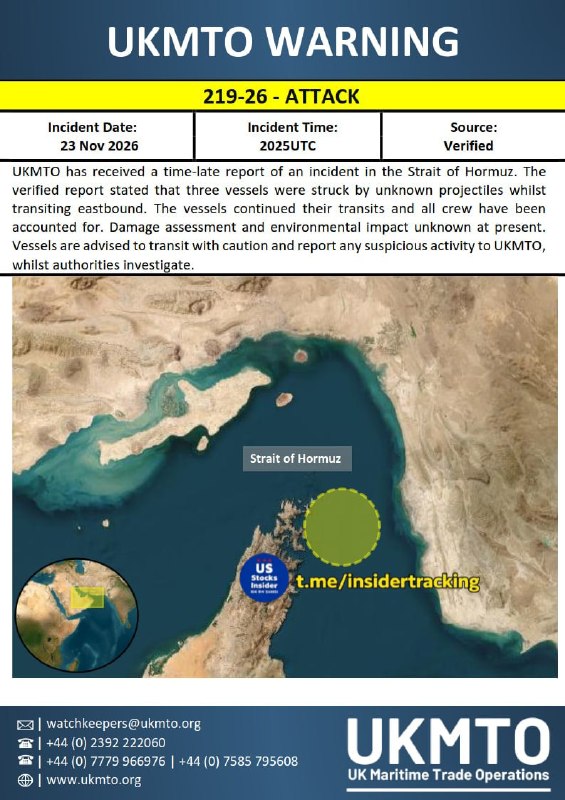 UKMTO WARNING
219-26 - ATTACK
Incident Date:
23 Nov 2026
Incident Time:
2025UTC
Source:
Verified
UKMTO has received a time-late report of an incident in the Strait of Hormuz. The
verified report stated that three vessels were struck by unknown projectiles whilst
transiting eastbound. The vessels continued their transits and all crew have been
accounted for. Damage assessment and environmental impact unknown at present.
Vessels are advised to transit with caution and report any suspicious activity to UKMTO,
whilst authorities investigate.
Strait of Hormuz
US
Stocks
Insider
t.me/insidertracking
| watchkeepers@ukmto.org
| +44 (0) 2392 222060
| +44 (0) 7779 966976 | +44 (0) 7585 795608
| www.ukmto.org
UKMTO
UK Maritime Trade Operations